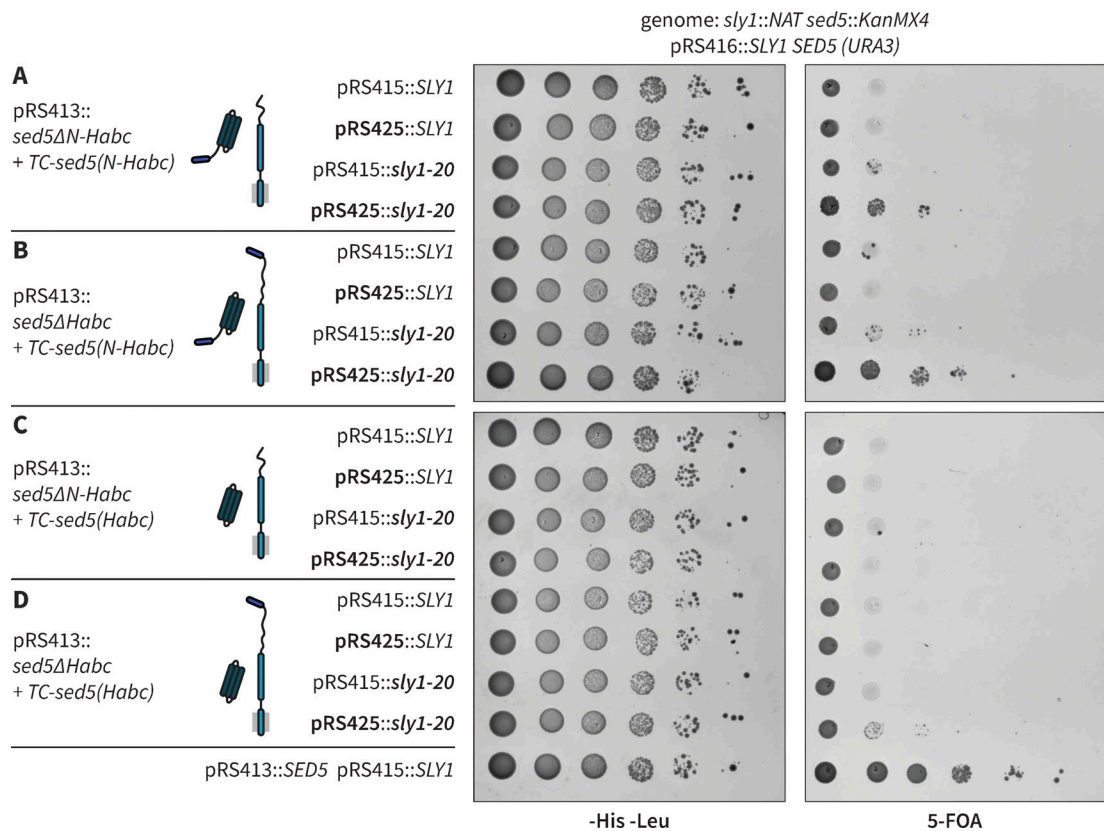 genome: sly1::NAT sed5::KanMX4
pRS416::SLY1 SED5 (URA3)
A
pRS413::
sed5ΔN-Habc
+ TC-sed5(N-Habc)
pRS415::SLY1
pRS425::SLY1
pRS415::sly1-20
pRS425::sly1-20
B
pRS413::
sed5ΔHabc
+ TC-sed5(N-Habc)
pRS415::SLY1
pRS425::SLY1
pRS415::sly1-20
pRS425::sly1-20
C
pRS413::
sed5ΔN-Habc
+ TC-sed5(Habc)
pRS415::SLY1
pRS425::SLY1
pRS415::sly1-20
pRS425::sly1-20
D
pRS413::
sed5ΔHabc
+ TC-sed5(Habc)
pRS415::SLY1
pRS425::SLY1
pRS415::sly1-20
pRS425::sly1-20
pRS413::SED5 pRS415::SLY1
-His -Leu
5-FOA